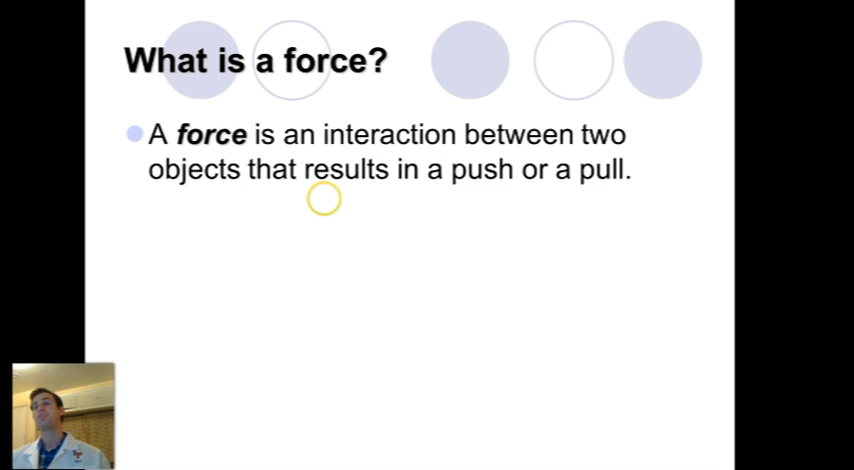 What is a force?
A force is an interaction between two
objects that results in a push or a pull.